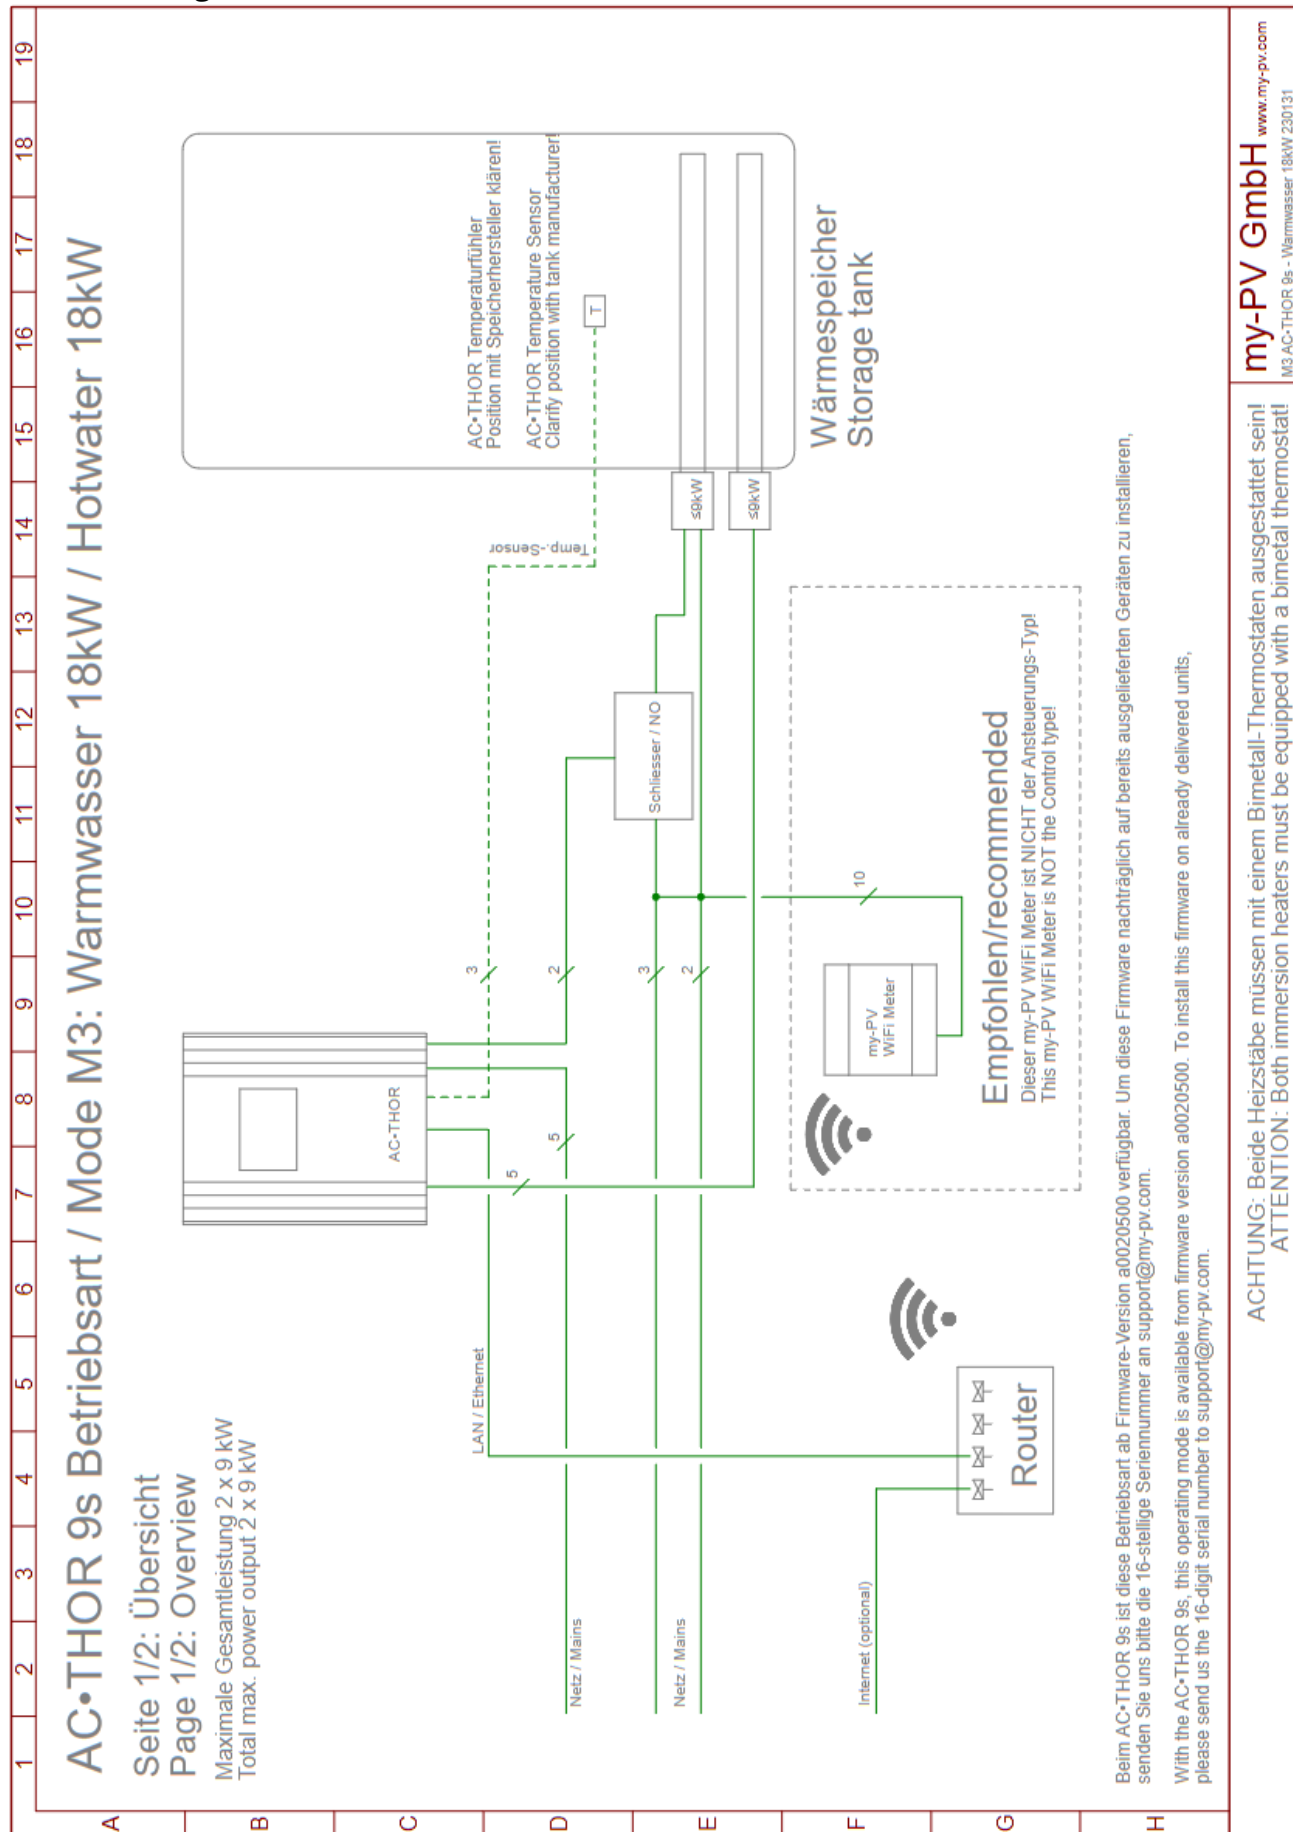 AC•THOR 9s Betriebsart / Mode M3: Warmwasser 18kW / Hotwater 18kW
Seite 1/2: Übersicht
Page 1/2: Overview
Maximale Gesamtleistung 2 x 9 kW
Total max. power output 2 x 9 kW
1 2 3 4 5 6 7 8 9 10 11 12 13 14 15 16 17 18 19
A
B
C
D
E
F
G
H
AC•THOR
AC•THOR Temperaturfühler
Position mit Speicherhersteller klären!
AC•THOR Temperature Sensor
Clarify position with tank manufacturer!
T
Temp.-Sensor
LAN / Ethernet
3
5
5
2
3
2
10
Netz / Mains
Netz / Mains
Schliesser / NO
≤9kW
≤9kW
Wärmespeicher
Storage tank
Internet (optional)
Router
my-PV
WiFi Meter
Empfohlen/recommended
Dieser my-PV WiFi Meter ist NICHT der Ansteuerungs-Typ!
This my-PV WiFi Meter is NOT the Control type!
Beim AC•THOR 9s ist diese Betriebsart ab Firmware-Version a0020500 verfügbar. Um diese Firmware nachträglich auf bereits ausgelieferten Geräten zu installieren,
senden Sie uns bitte die 16-stellige Seriennummer an support@my-pv.com.
With the AC•THOR 9s, this operating mode is available from firmware version a0020500. To install this firmware on already delivered units,
please send us the 16-digit serial number to support@my-pv.com.
ACHTUNG: Beide Heizstäbe müssen mit einem Bimetall-Thermostaten ausgestattet sein!
ATTENTION: Both immersion heaters must be equipped with a bimetal thermostat!
my-PV GmbH www.my-pv.com
M3 AC•THOR 9s - Warmwasser 18kW 230131